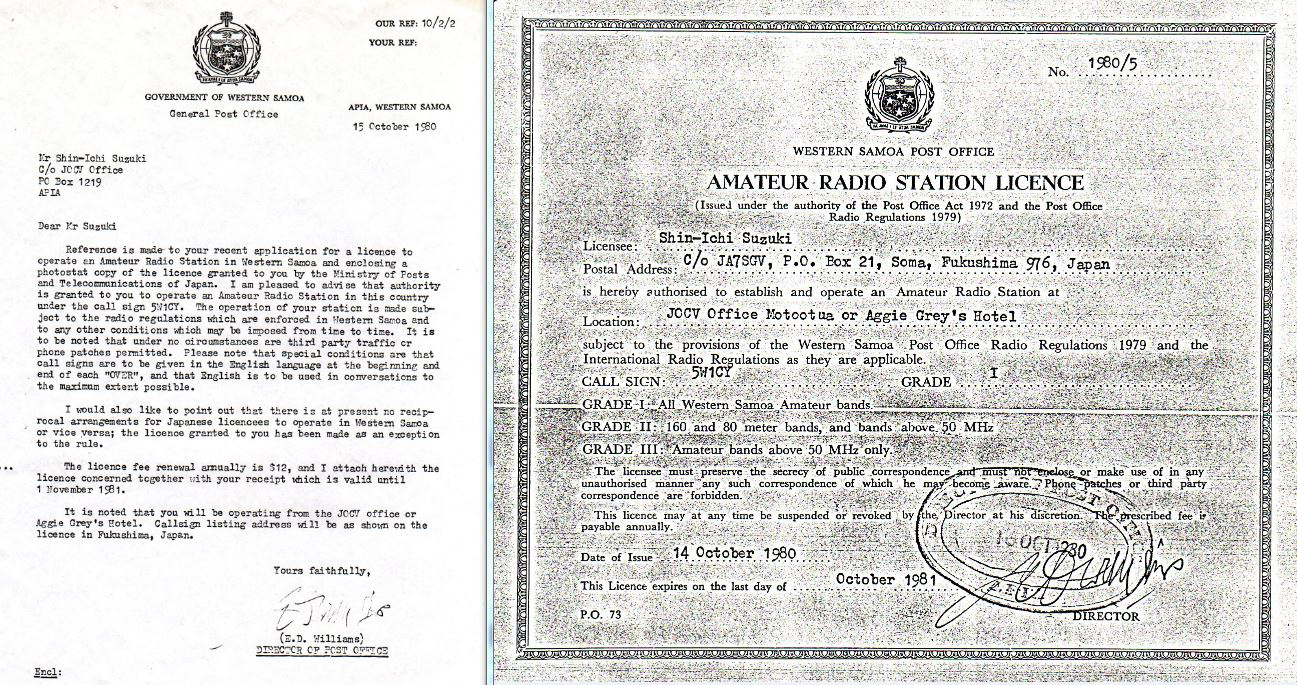 OUR REF: 10/2/2
YOUR REF:
GOVERNMENT OF WESTERN SAMOA
General Post Office
APIA, WESTERN SAMOA
15 October 1980
Mr Shin-Ichi Suzuki
C/o JOCV Office
PO Box 1219
APIA
Dear Mr Suzuki
Reference is made to your recent application for a licence to
operate an Amateur Radio Station in Western Samoa and enclosing a
photostat copy of the licence granted to you by the Ministry of Posts
and Telecommunications of Japan. I am pleased to advise that authority
is granted to you to operate an Amateur Radio Station in this country
under the call sign 5W1CY. The operation of your station is made sub-
ject to the radio regulations which are enforced in Western Samoa and
to any other conditions which may be imposed from time to time. It is
to be noted that under no circumstances are third party traffic or
phone patches permitted. Please note that special conditions are that
call signs are to be given in the English language at the beginning and
end of each "OVER", and that English is to be used in conversations to
the maximum extent possible.
I would also like to point out that there is at present no recip-
rocal arrangements for Japanese licencees to operate in Western Samoa
or vice versa; the licence granted to you has been made as an exception
to the rule.
The licence fee renewal annually is $12, and I attach herewith the
licence concerned together with your receipt which is valid until
1 November 1981.
It is noted that you will be operating from the JOCV office or
Aggie Grey's Hotel. Callsign listing address will be as shown on the
licence in Fukushima, Japan.
Yours faithfully,
(E.D. Williams)
DIRECTOR OF POST OFFICE
Encl:
No. 1980/5
WESTERN SAMOA POST OFFICE
AMATEUR RADIO STATION LICENCE
(Issued under the authority of the Post Office Act 1972 and the Post Office
Radio Regulations 1979)
Licensee: Shin-Ichi Suzuki
Postal Address: C/o JA7SGV, P.O. Box 21, Soma, Fukushima 976, Japan
is hereby authorised to establish and operate an Amateur Radio Station at
Location: JOCV Office Motootua or Aggie Grey's Hotel
subject to the provisions of the Western Samoa Post Office Radio Regulations 1979 and the
International Radio Regulations as they are applicable.
CALL SIGN: 5W1CY GRADE I
GRADE I: All Western Samoa Amateur bands
GRADE II: 160 and 80 meter bands, and bands above 50 MHz
GRADE III: Amateur bands above 50 MHz only.
The licensee must preserve the secrecy of public correspondence and must not enclose or make use of in any
unauthorised manner any such correspondence of which he may become aware. Phone patches or third party
correspondence are forbidden.
This licence may at any time be suspended or revoked by the Director at his discretion. The prescribed fee is
payable annually.
Date of Issue 14 October 1980
This Licence expires on the last day of October 1981
P.O. 73
DIRECTOR